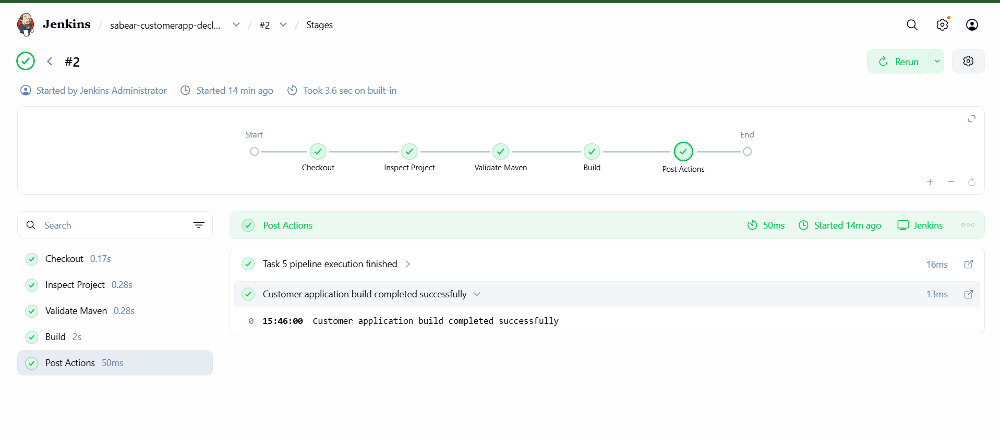 Jenkins / sabear-customerapp-decl... / #2 / Stages
#2
Rerun
Started by Jenkins Administrator Started 14 min ago Took 3.6 sec on built-in
Start End
Checkout Inspect Project Validate Maven Build Post Actions
Search
Checkout 0.17s
Inspect Project 0.28s
Validate Maven 0.28s
Build 2s
Post Actions 50ms
Post Actions 50ms Started 14m ago Jenkins
Task 5 pipeline execution finished 16ms
Customer application build completed successfully 13ms
0 15:46:00 Customer application build completed successfully